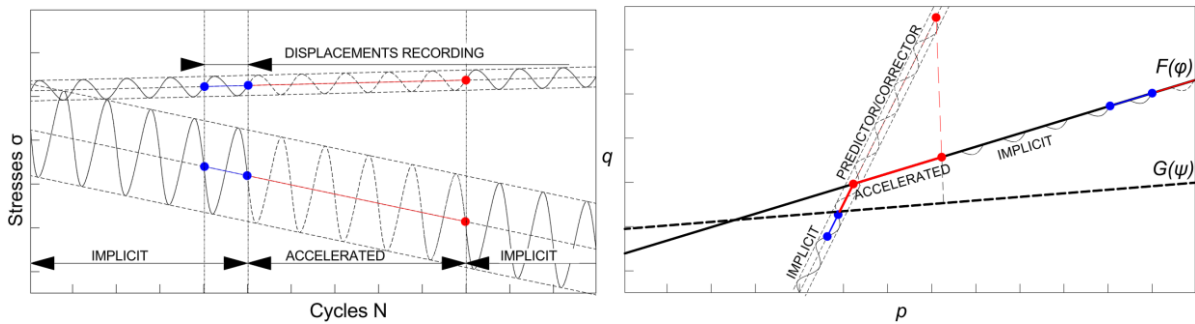 DISPLACEMENTS RECORDING
Stresses σ
IMPLICIT
ACCELERATED
IMPLICIT
Cycles N
q
PREDICTOR/CORRECTOR
F(φ)
IMPLICIT
ACCELERATED
G(ψ)
IMPLICIT
p